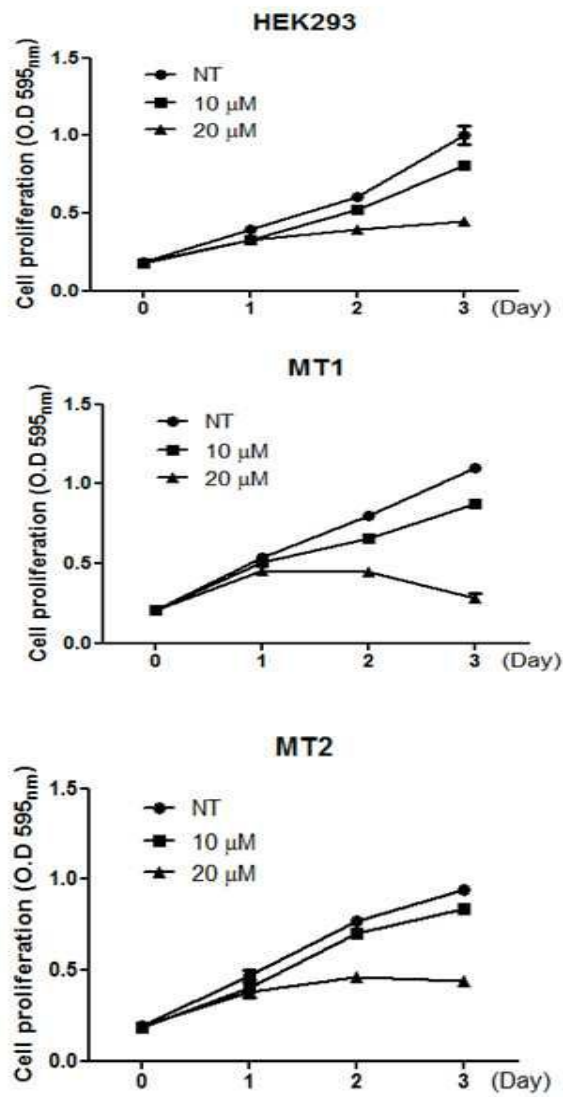 HEK293
Cell proliferation (O.D 595nm)
1.5
1.0
0.5
0.0
NT
10 μM
20 μM
0 1 2 3 (Day)
MT1
Cell proliferation (O.D 595nm)
1.5
1.0
0.5
0.0
NT
10 μM
20 μM
0 1 2 3 (Day)
MT2
Cell proliferation (O.D 595nm)
1.5
1.0
0.5
0.0
NT
10 μM
20 μM
0 1 2 3 (Day)